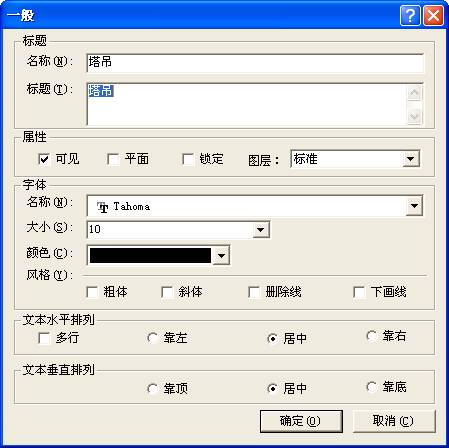 一般
标题
名称(N): 塔吊
标题(T): 塔吊
属性
可见 平面 锁定 图层: 标准
字体
名称(N): Tahoma
大小(S): 10
颜色(C):
风格(Y):
粗体 斜体 删除线 下画线
文本水平排列
多行 靠左 居中 靠右
文本垂直排列
靠顶 居中 靠底
确定(O) 取消(C)